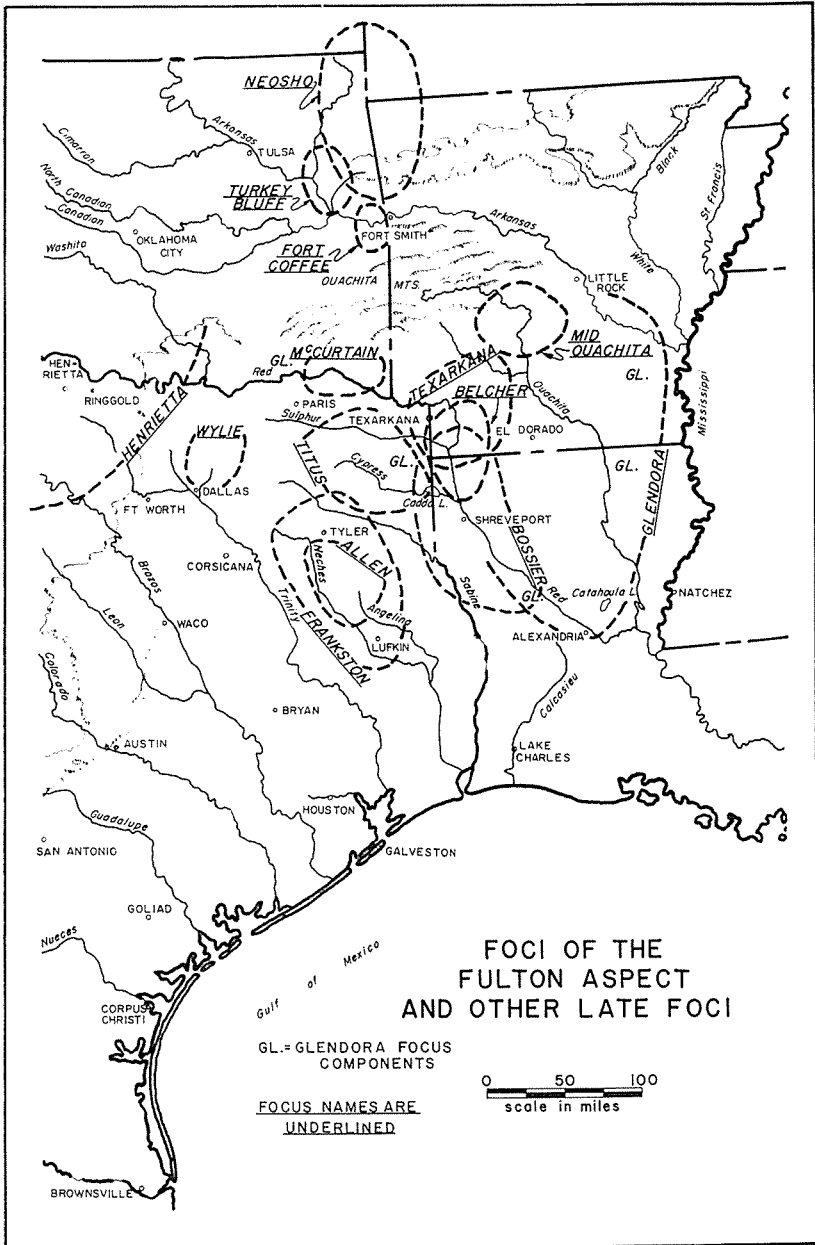 NEOSHO
Arkansas
Cimarron
TULSA
Black
St. Francis
North Canadian
TURKEY
BLUFF
Canadian
OKLAHOMA
CITY
Arkansas
FORT SMITH
White
Washita
FORT
COFFEE
OUACHITA MTS.
LITTLE
ROCK
MID
OUACHITA
HEN-
RIETTA
GL.
McCURTAIN
Red
TEXARKANA
GL.
RINGGOLD
BELCHER
Ouachita
Mississippi
PARIS
HENRIETTA
WYLIE
Sulphur
TEXARKANA
EL DORADO
TITUS
GL.
Cypress
GL.
GLENDORA
DALLAS
Caddo L.
FT WORTH
SHREVEPORT
TYLER
BOSSIER
ALLEN
CORSICANA
Neches
Brazos
Sabine
Red
GL.
Catahoula L.
NATCHEZ
Trinity
Angelina
Leon
WACO
FRANKSTON
LUFKIN
ALEXANDRIA
Colorado
Calcasieu
BRYAN
AUSTIN
LAKE
CHARLES
HOUSTON
Guadalupe
GALVESTON
SAN ANTONIO
GOLIAD
Nueces
Gulf of Mexico
CORPUS
CHRISTI
FOCI OF THE
FULTON ASPECT
AND OTHER LATE FOCI
GL.= GLENDORA FOCUS
COMPONENTS
0 50 100
scale in miles
FOCUS NAMES ARE
UNDERLINED
BROWNSVILLE